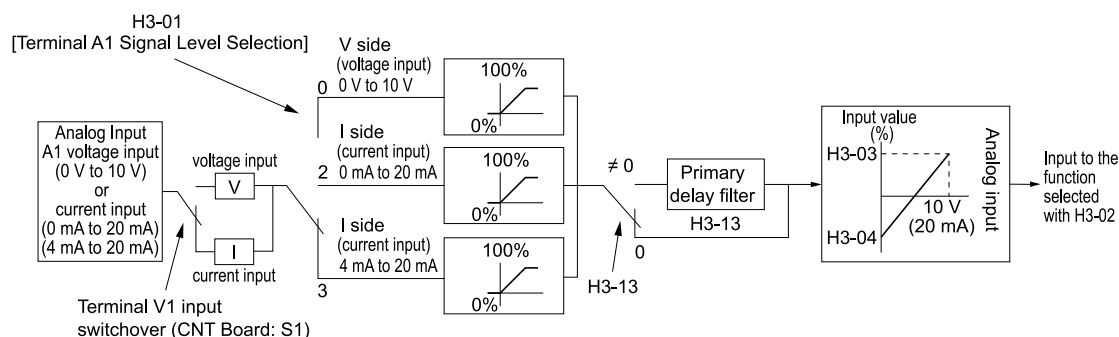 H3-01
[Terminal A1 Signal Level Selection]
Analog Input
A1 voltage input
(0 V to 10 V)
or
current input
(0 mA to 20 mA)
(4 mA to 20 mA)
voltage input
V
I
current input
Terminal V1 input
switchover (CNT Board: S1)
0
V side
(voltage input)
0 V to 10 V
100%
0%
2
I side
(current input)
0 mA to 20 mA
100%
0%
3
I side
(current input)
4 mA to 20 mA
100%
0%
≠ 0
0
H3-13
Primary
delay filter
H3-13
Input value
(%)
H3-03
H3-04
10 V
(20 mA)
Analog input
Input to the
function
selected
with H3-02